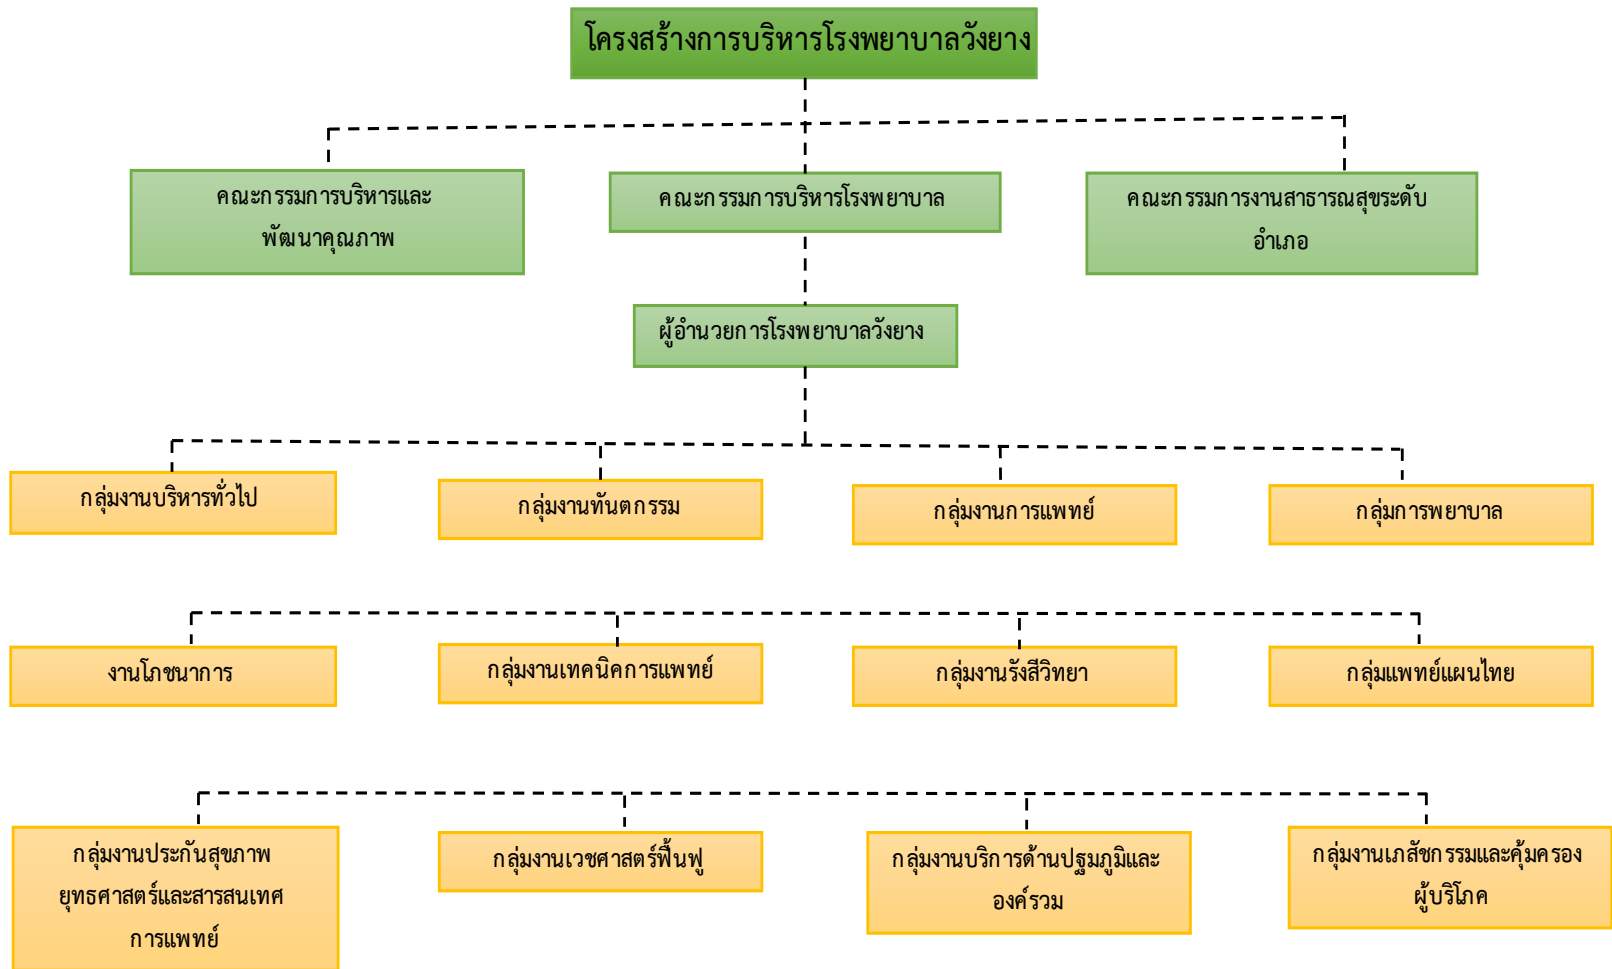 โครงสร้างการบริหารโรงพยาบาลวังยาง
คณะกรรมการบริหารและ
พัฒนาคุณภาพ
คณะกรรมการบริหารโรงพยาบาล
คณะกรรมการงานสาธารณสุขระดับ
อำเภอ
ผู้อำนวยการโรงพยาบาลวังยาง
กลุ่มงานบริหารทั่วไป
กลุ่มงานทันตกรรม
กลุ่มงานการแพทย์
กลุ่มการพยาบาล
งานโภชนาการ
กลุ่มงานเทคนิคการแพทย์
กลุ่มงานรังสีวิทยา
กลุ่มแพทย์แผนไทย
กลุ่มงานประกันสุขภาพ
ยุทธศาสตร์และสารสนเทศ
การแพทย์
กลุ่มงานเวชศาสตร์ฟื้นฟู
กลุ่มงานบริการด้านปฐมภูมิและ
องค์รวม
กลุ่มงานเภสัชกรรมและคุ้มครอง
ผู้บริโภค